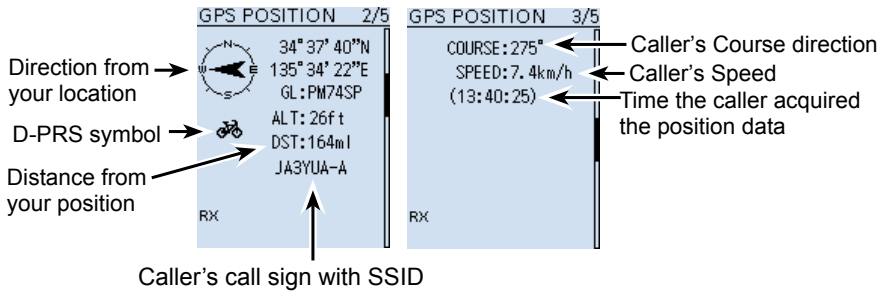 GPS POSITION 2/5
N
W
E
S
34°37'40"N
135°34'22"E
GL:PM74SP
ALT:26ft
DST:164ml
JA3YUA-A
RX
Direction from
your location
D-PRS symbol
Distance from
your position
Caller's call sign with SSID
GPS POSITION 3/5
COURSE:275°
SPEED:7.4km/h
(13:40:25)
RX
Caller's Course direction
Caller's Speed
Time the caller acquired
the position data